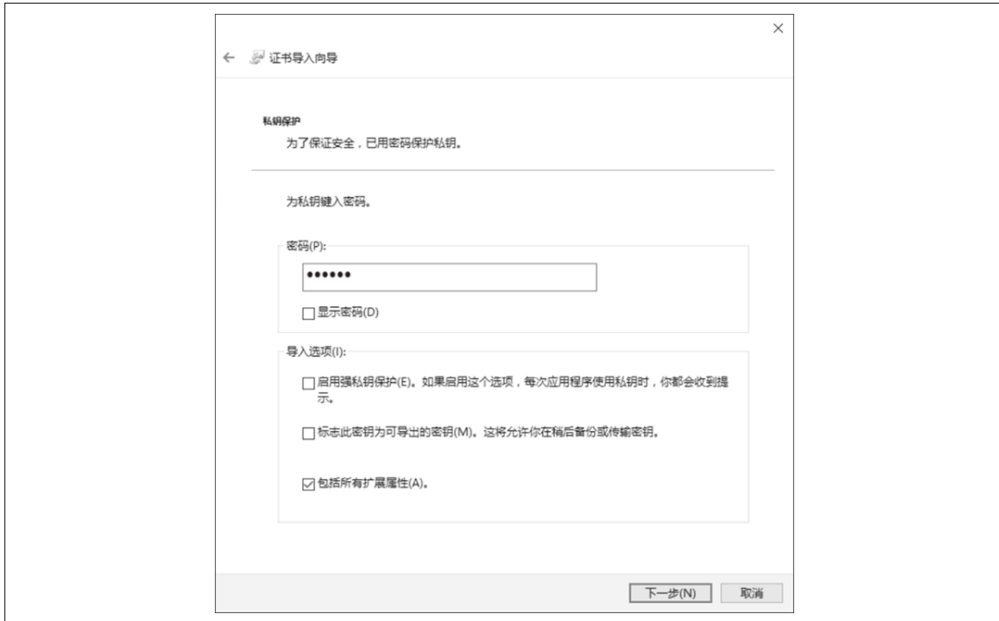 证书导入向导
私钥保护
为了保证安全，已用密码保护私钥。
为私钥键入密码。
密码(P):
••••••
显示密码(D)
导入选项(I):
启用强私钥保护(E)。如果启用这个选项，每次应用程序使用私钥时，你都会收到提
示。
标志此密钥为可导出的密钥(M)。这将允许你在稍后备份或传输密钥。
包括所有扩展属性(A)。
下一步(N)
取消